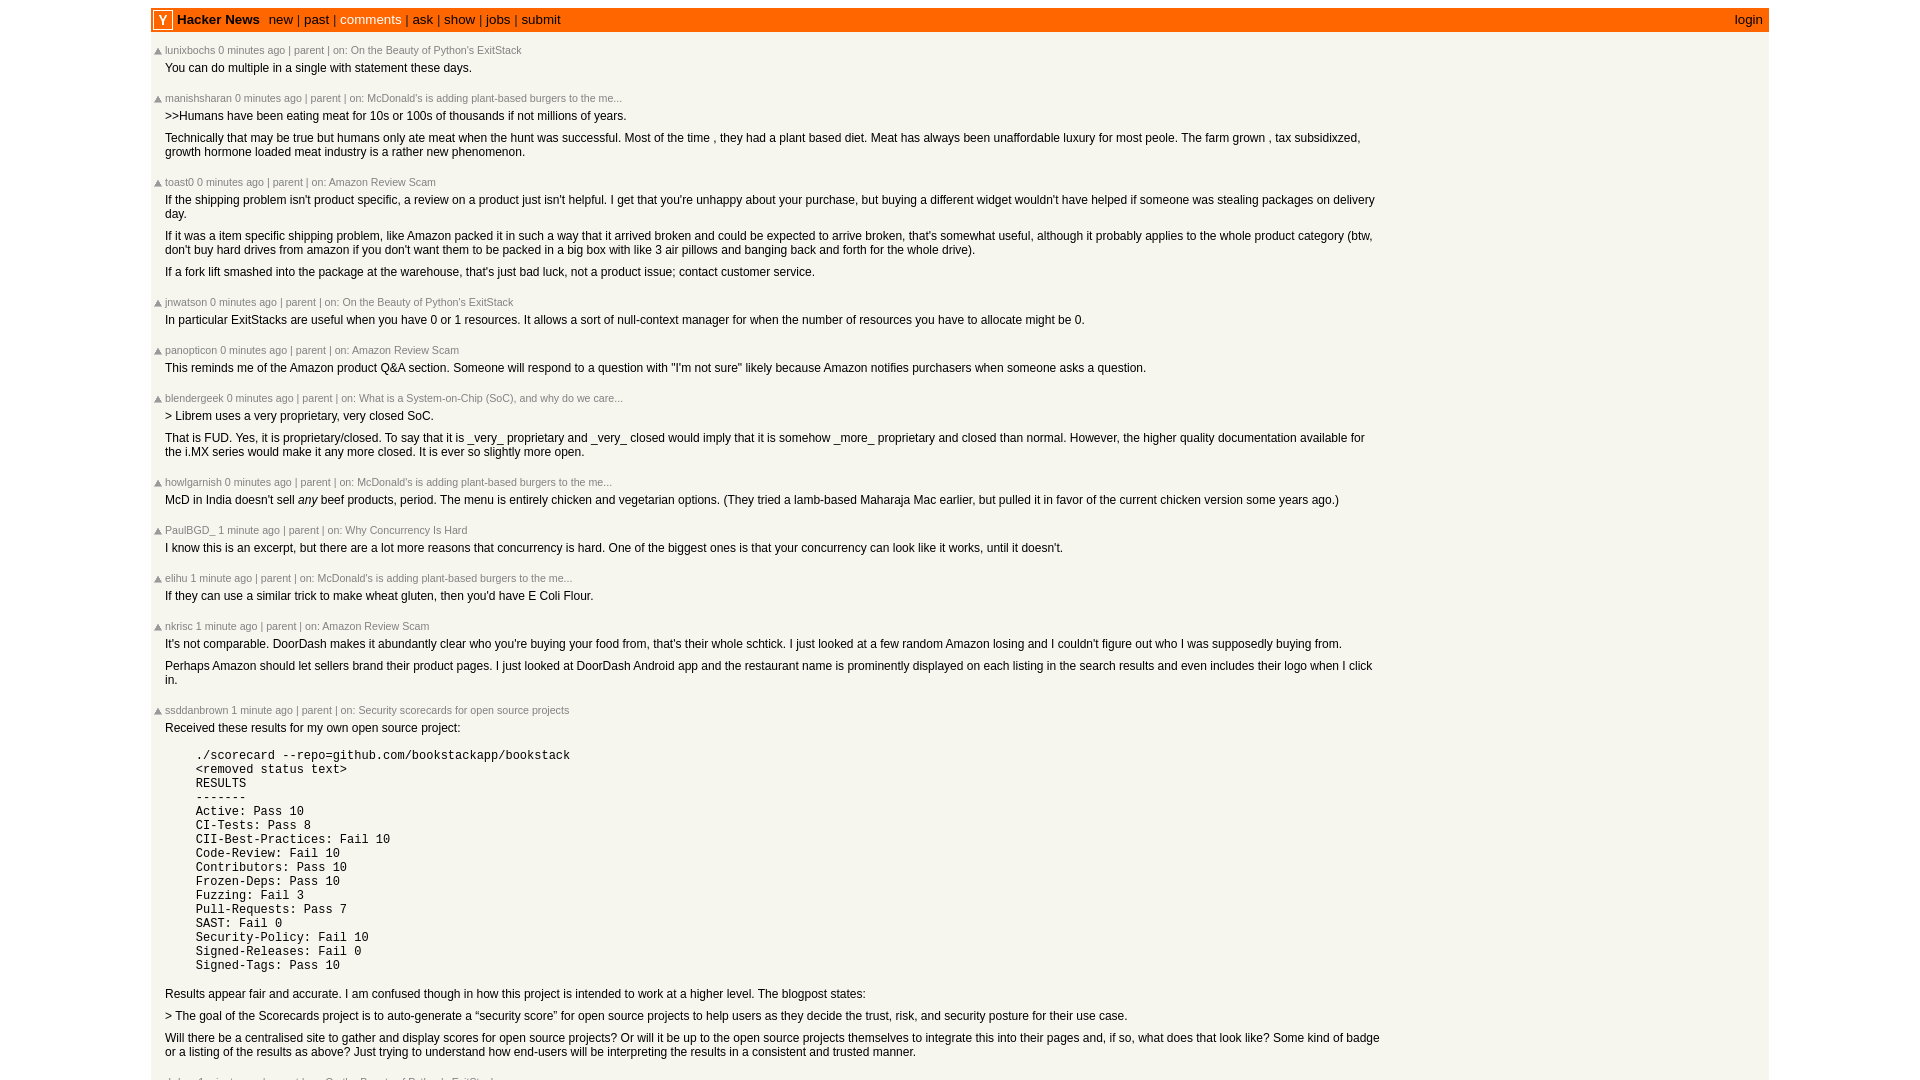 Y Hacker News new | past | comments | ask | show | jobs | submit login
lunixbochs 0 minutes ago | parent | on: On the Beauty of Python's ExitStack
You can do multiple in a single with statement these days.
manishsharan 0 minutes ago | parent | on: McDonald's is adding plant-based burgers to the me...
>>Humans have been eating meat for 10s or 100s of thousands if not millions of years.
Technically that may be true but humans only ate meat when the hunt was successful. Most of the time , they had a plant based diet. Meat has always been unaffordable luxury for most peole. The farm grown , tax subsidixzed,
growth hormone loaded meat industry is a rather new phenomenon.
toast0 0 minutes ago | parent | on: Amazon Review Scam
If the shipping problem isn't product specific, a review on a product just isn't helpful. I get that you're unhappy about your purchase, but buying a different widget wouldn't have helped if someone was stealing packages on delivery
day.
If it was a item specific shipping problem, like Amazon packed it in such a way that it arrived broken and could be expected to arrive broken, that's somewhat useful, although it probably applies to the whole product category (btw,
don't buy hard drives from amazon if you don't want them to be packed in a big box with like 3 air pillows and banging back and forth for the whole drive).
If a fork lift smashed into the package at the warehouse, that's just bad luck, not a product issue; contact customer service.
jnwatson 0 minutes ago | parent | on: On the Beauty of Python's ExitStack
In particular ExitStacks are useful when you have 0 or 1 resources. It allows a sort of null-context manager for when the number of resources you have to allocate might be 0.
panopticon 0 minutes ago | parent | on: Amazon Review Scam
This reminds me of the Amazon product Q&A section. Someone will respond to a question with "I'm not sure" likely because Amazon notifies purchasers when someone asks a question.
blendergeek 0 minutes ago | parent | on: What is a System-on-Chip (SoC), and why do we care...
> Librem uses a very proprietary, very closed SoC.
That is FUD. Yes, it is proprietary/closed. To say that it is _very_ proprietary and _very_ closed would imply that it is somehow _more_ proprietary and closed than normal. However, the higher quality documentation available for
the i.MX series would make it any more closed. It is ever so slightly more open.
howlgarnish 0 minutes ago | parent | on: McDonald's is adding plant-based burgers to the me...
McD in India doesn't sell any beef products, period. The menu is entirely chicken and vegetarian options. (They tried a lamb-based Maharaja Mac earlier, but pulled it in favor of the current chicken version some years ago.)
PaulBGD_ 1 minute ago | parent | on: Why Concurrency Is Hard
I know this is an excerpt, but there are a lot more reasons that concurrency is hard. One of the biggest ones is that your concurrency can look like it works, until it doesn't.
elihu 1 minute ago | parent | on: McDonald's is adding plant-based burgers to the me...
If they can use a similar trick to make wheat gluten, then you'd have E Coli Flour.
nkrisc 1 minute ago | parent | on: Amazon Review Scam
It's not comparable. DoorDash makes it abundantly clear who you're buying your food from, that's their whole schtick. I just looked at a few random Amazon losing and I couldn't figure out who I was supposedly buying from.
Perhaps Amazon should let sellers brand their product pages. I just looked at DoorDash Android app and the restaurant name is prominently displayed on each listing in the search results and even includes their logo when I click
in.
ssddanbrown 1 minute ago | parent | on: Security scorecards for open source projects
Received these results for my own open source project:
./scorecard --repo=github.com/bookstackapp/bookstack
<removed status text>
RESULTS
-------
Active: Pass 10
CI-Tests: Pass 8
CII-Best-Practices: Fail 10
Code-Review: Fail 10
Contributors: Pass 10
Frozen-Deps: Pass 10
Fuzzing: Fail 3
Pull-Requests: Pass 7
SAST: Fail 0
Security-Policy: Fail 10
Signed-Releases: Fail 0
Signed-Tags: Pass 10
Results appear fair and accurate. I am confused though in how this project is intended to work at a higher level. The blogpost states:
> The goal of the Scorecards project is to auto-generate a “security score” for open source projects to help users as they decide the trust, risk, and security posture for their use case.
Will there be a centralised site to gather and display scores for open source projects? Or will it be up to the open source projects themselves to integrate this into their pages and, if so, what does that look like? Some kind of badge
or a listing of the results as above? Just trying to understand how end-users will be interpreting the results in a consistent and trusted manner.